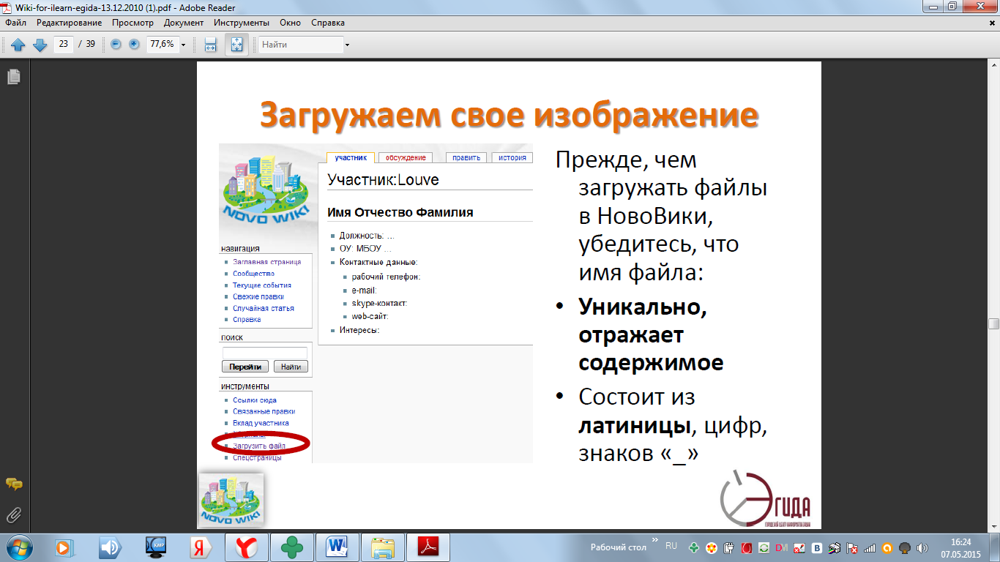 Wiki-for-ilearn-egida-13.12.2010 (1).pdf - Adobe Reader
Файл Редактирование Просмотр Документ Инструменты Окно Справка
23 / 39 77,6% Найти
Загружаем свое изображение
NOVO WIKI
участник обсуждение править история
Участник:Louve
Имя Отчество Фамилия
Должность: ...
ОУ: МБОУ ...
Контактные данные:
рабочий телефон:
e-mail:
skype-контакт:
web-сайт:
Интересы:
навигация
Заглавная страница
Сообщество
Текущие события
Свежие правки
Случайная статья
Справка
поиск
Перейти Найти
инструменты
Ссылки сюда
Связанные правки
Вклад участника
Загрузить файл
Спецстраницы
Прежде, чем
загружать файлы
в НовоВики,
убедитесь, что
имя файла:
• Уникально,
отражает
содержимое
• Состоит из
латиницы, цифр,
знаков «_»
NOVO WIKI
Эгида
ГОРОДСКОЙ ЦЕНТР ИНФОРМАТИЗАЦИИ
KMP Я Y W
Рабочий стол » RU DM B
16:24
07.05.2015